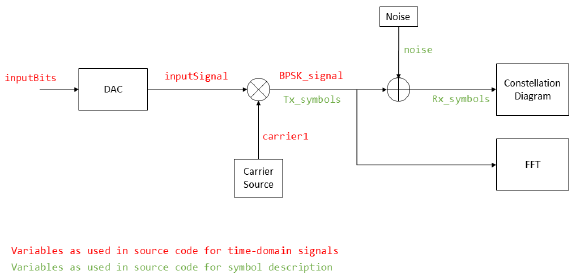 Noise
noise
inputBits
DAC
inputSignal
BPSK_signal
Tx_symbols
Rx_symbols
Constellation
Diagram
carrier1
Carrier
Source
FFT
Variables as used in source code for time-domain signals
Variables as used in source code for symbol description